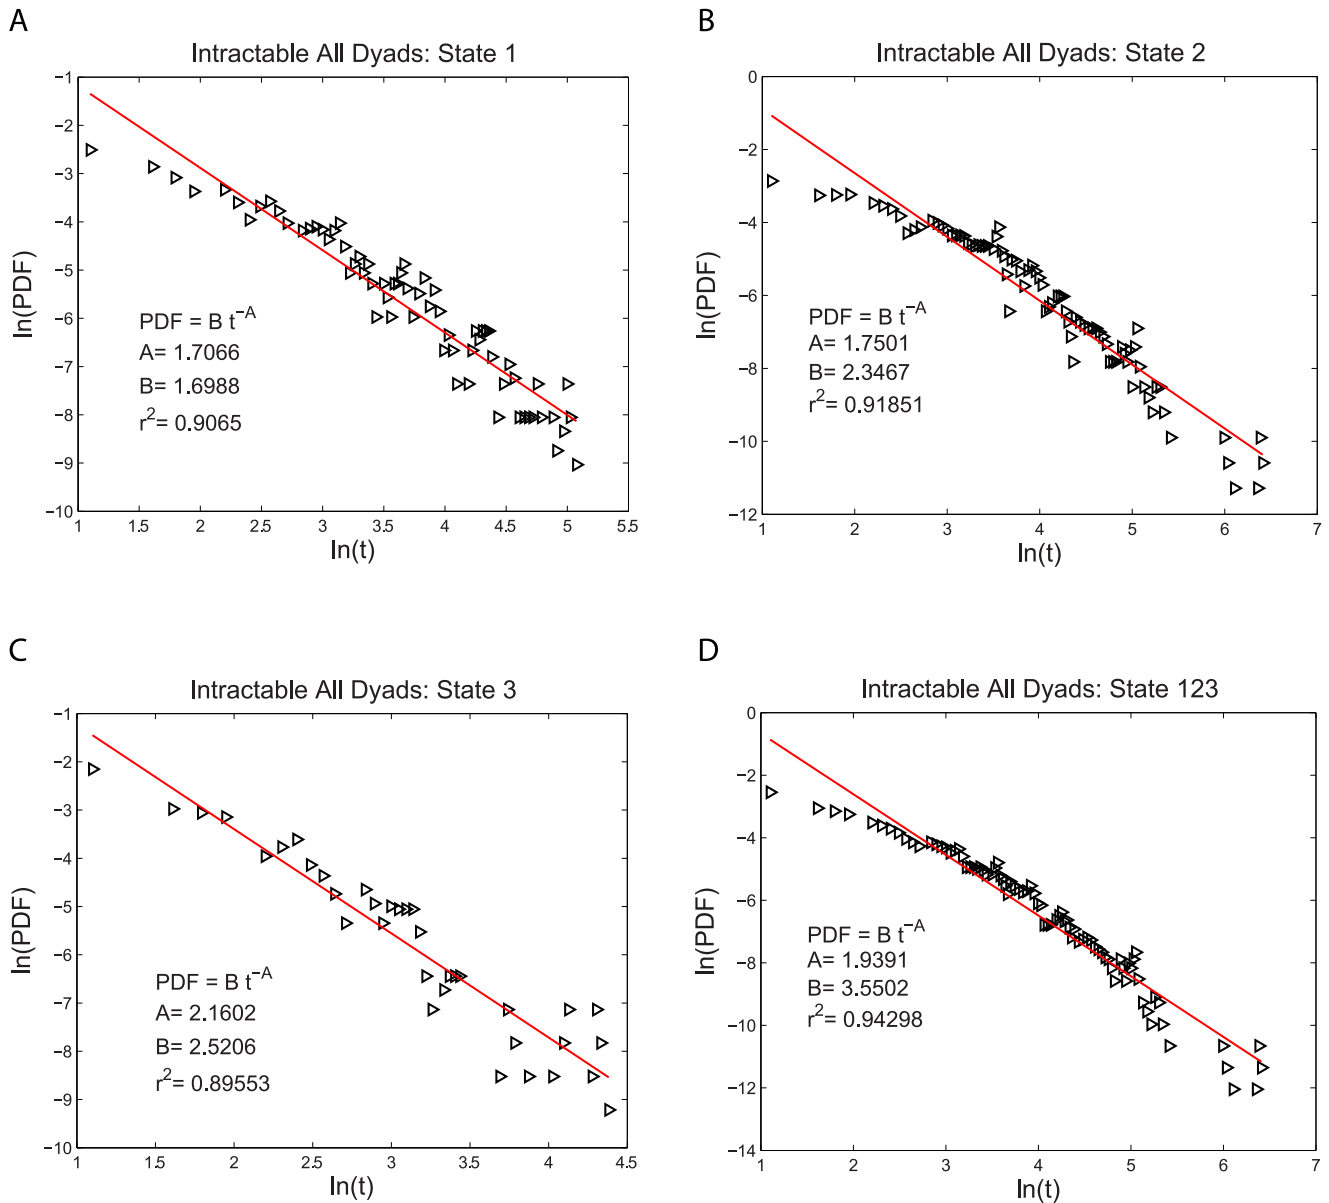 A
Intractable All Dyads: State 1
−1
−2
−3
−4
−5
−6
−7
−8
−9
−10
ln(PDF)
PDF = B t^−A
A= 1.7066
B= 1.6988
r^2= 0.9065
1 1.5 2 2.5 3 3.5 4 4.5 5 5.5
ln(t)
B
Intractable All Dyads: State 2
0
−2
−4
−6
−8
−10
−12
ln(PDF)
PDF = B t^−A
A= 1.7501
B= 2.3467
r^2= 0.91851
1 2 3 4 5 6 7
ln(t)
C
Intractable All Dyads: State 3
−1
−2
−3
−4
−5
−6
−7
−8
−9
−10
ln(PDF)
PDF = B t^−A
A= 2.1602
B= 2.5206
r^2= 0.89553
1 1.5 2 2.5 3 3.5 4 4.5
ln(t)
D
Intractable All Dyads: State 123
0
−2
−4
−6
−8
−10
−12
−14
ln(PDF)
PDF = B t^−A
A= 1.9391
B= 3.5502
r^2= 0.94298
1 2 3 4 5 6 7
ln(t)